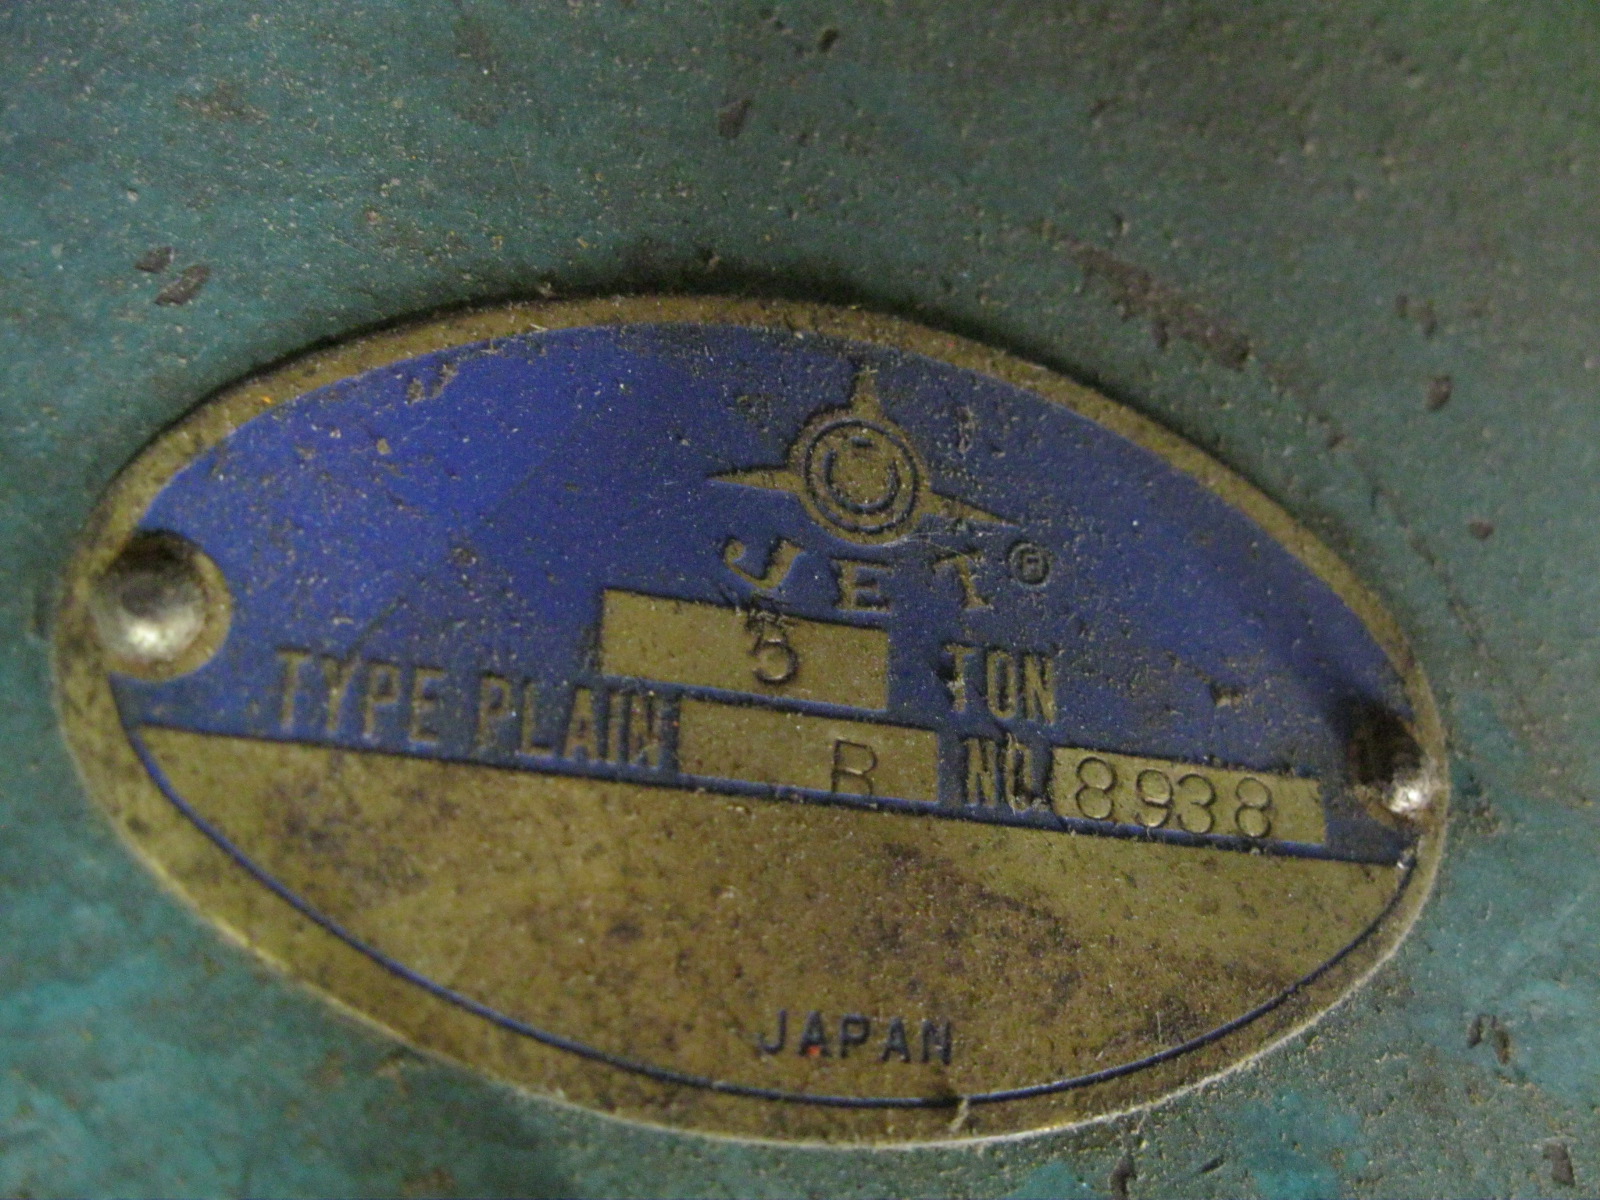 JET®
5 TON
TYPE PLAIN B NO. 8938
JAPAN